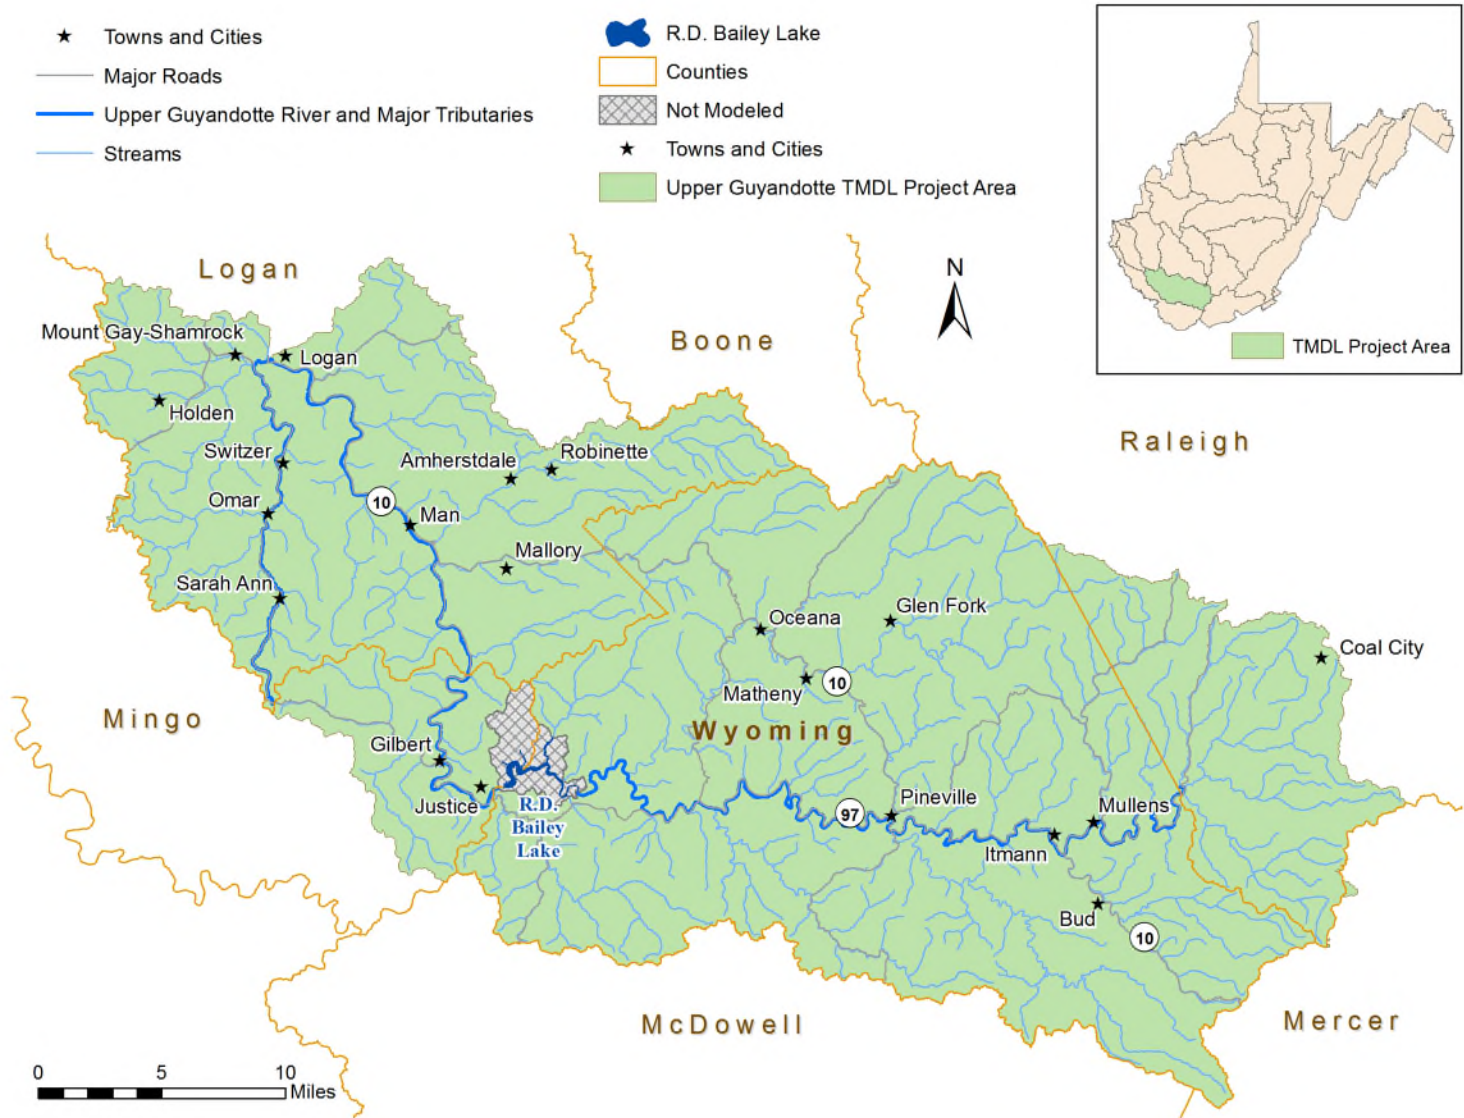 Towns and Cities
Major Roads
Upper Guyandotte River and Major Tributaries
Streams
R.D. Bailey Lake
Counties
Not Modeled
Towns and Cities
Upper Guyandotte TMDL Project Area
TMDL Project Area
N
Logan
Boone
Raleigh
Mount Gay-Shamrock
Logan
Holden
Switzer
Amherstdale
Robinette
Omar
10
Man
Mallory
Sarah Ann
Oceana
Glen Fork
Coal City
Matheny
10
Mingo
Wyoming
Gilbert
Justice
R.D.
Bailey
Lake
97
Pineville
Mullens
Itmann
Bud
10
McDowell
Mercer
0 5 10
Miles